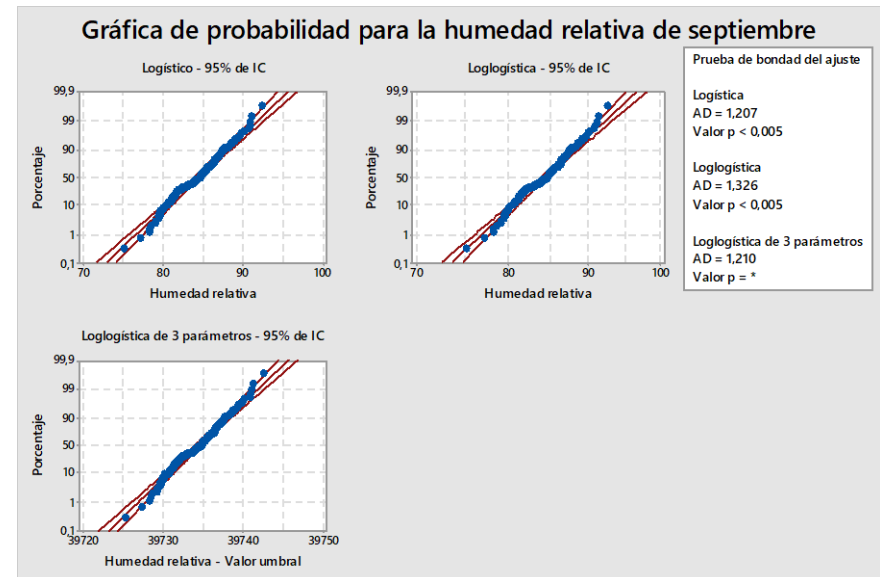 Gráfica de probabilidad para la humedad relativa de septiembre
Logístico - 95% de IC
99,9
99
90
50
10
1
0,1
Porcentaje
70 80 90 100
Humedad relativa
Loglogística - 95% de IC
99,9
99
90
50
10
1
0,1
Porcentaje
70 80 90 100
Humedad relativa
Prueba de bondad del ajuste
Logística
AD = 1,207
Valor p < 0,005
Loglogística
AD = 1,326
Valor p < 0,005
Loglogística de 3 parámetros
AD = 1,210
Valor p = *
Loglogística de 3 parámetros - 95% de IC
99,9
99
90
50
10
1
0,1
Porcentaje
39720 39730 39740 39750
Humedad relativa - Valor umbral